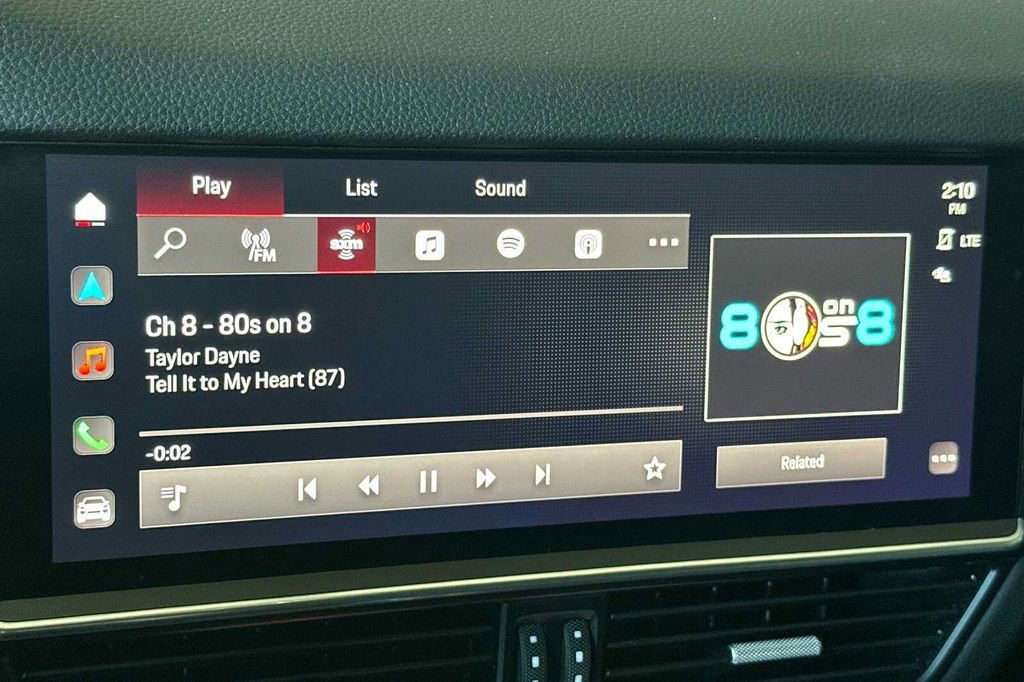 Play List Sound
2:10
PM
FM
sxm
LTE
Ch 8 - 80s on 8
Taylor Dayne
Tell It to My Heart (87)
80s on 8
-0:02
Related